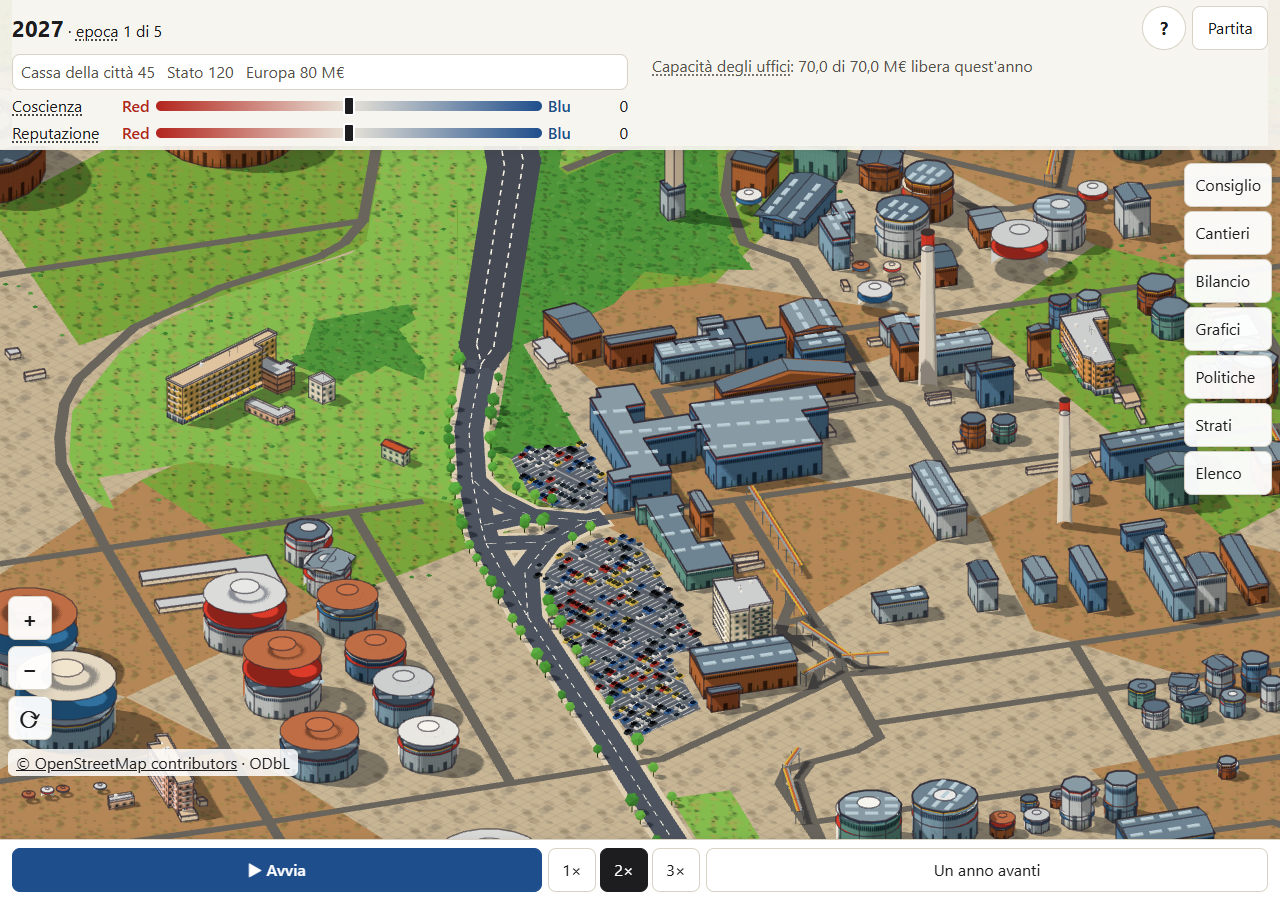 2027 · epoca 1 di 5
?
Partita
Cassa della città 45 Stato 120 Europa 80 M€
Capacità degli uffici: 70,0 di 70,0 M€ libera quest'anno
Coscienza Red Blu 0
Reputazione Red Blu 0
Consiglio
Cantieri
Bilancio
Grafici
Politiche
Strati
Elenco
+
−
⟳
© OpenStreetMap contributors · ODbL
▶ Avvia
1×
2×
3×
Un anno avanti